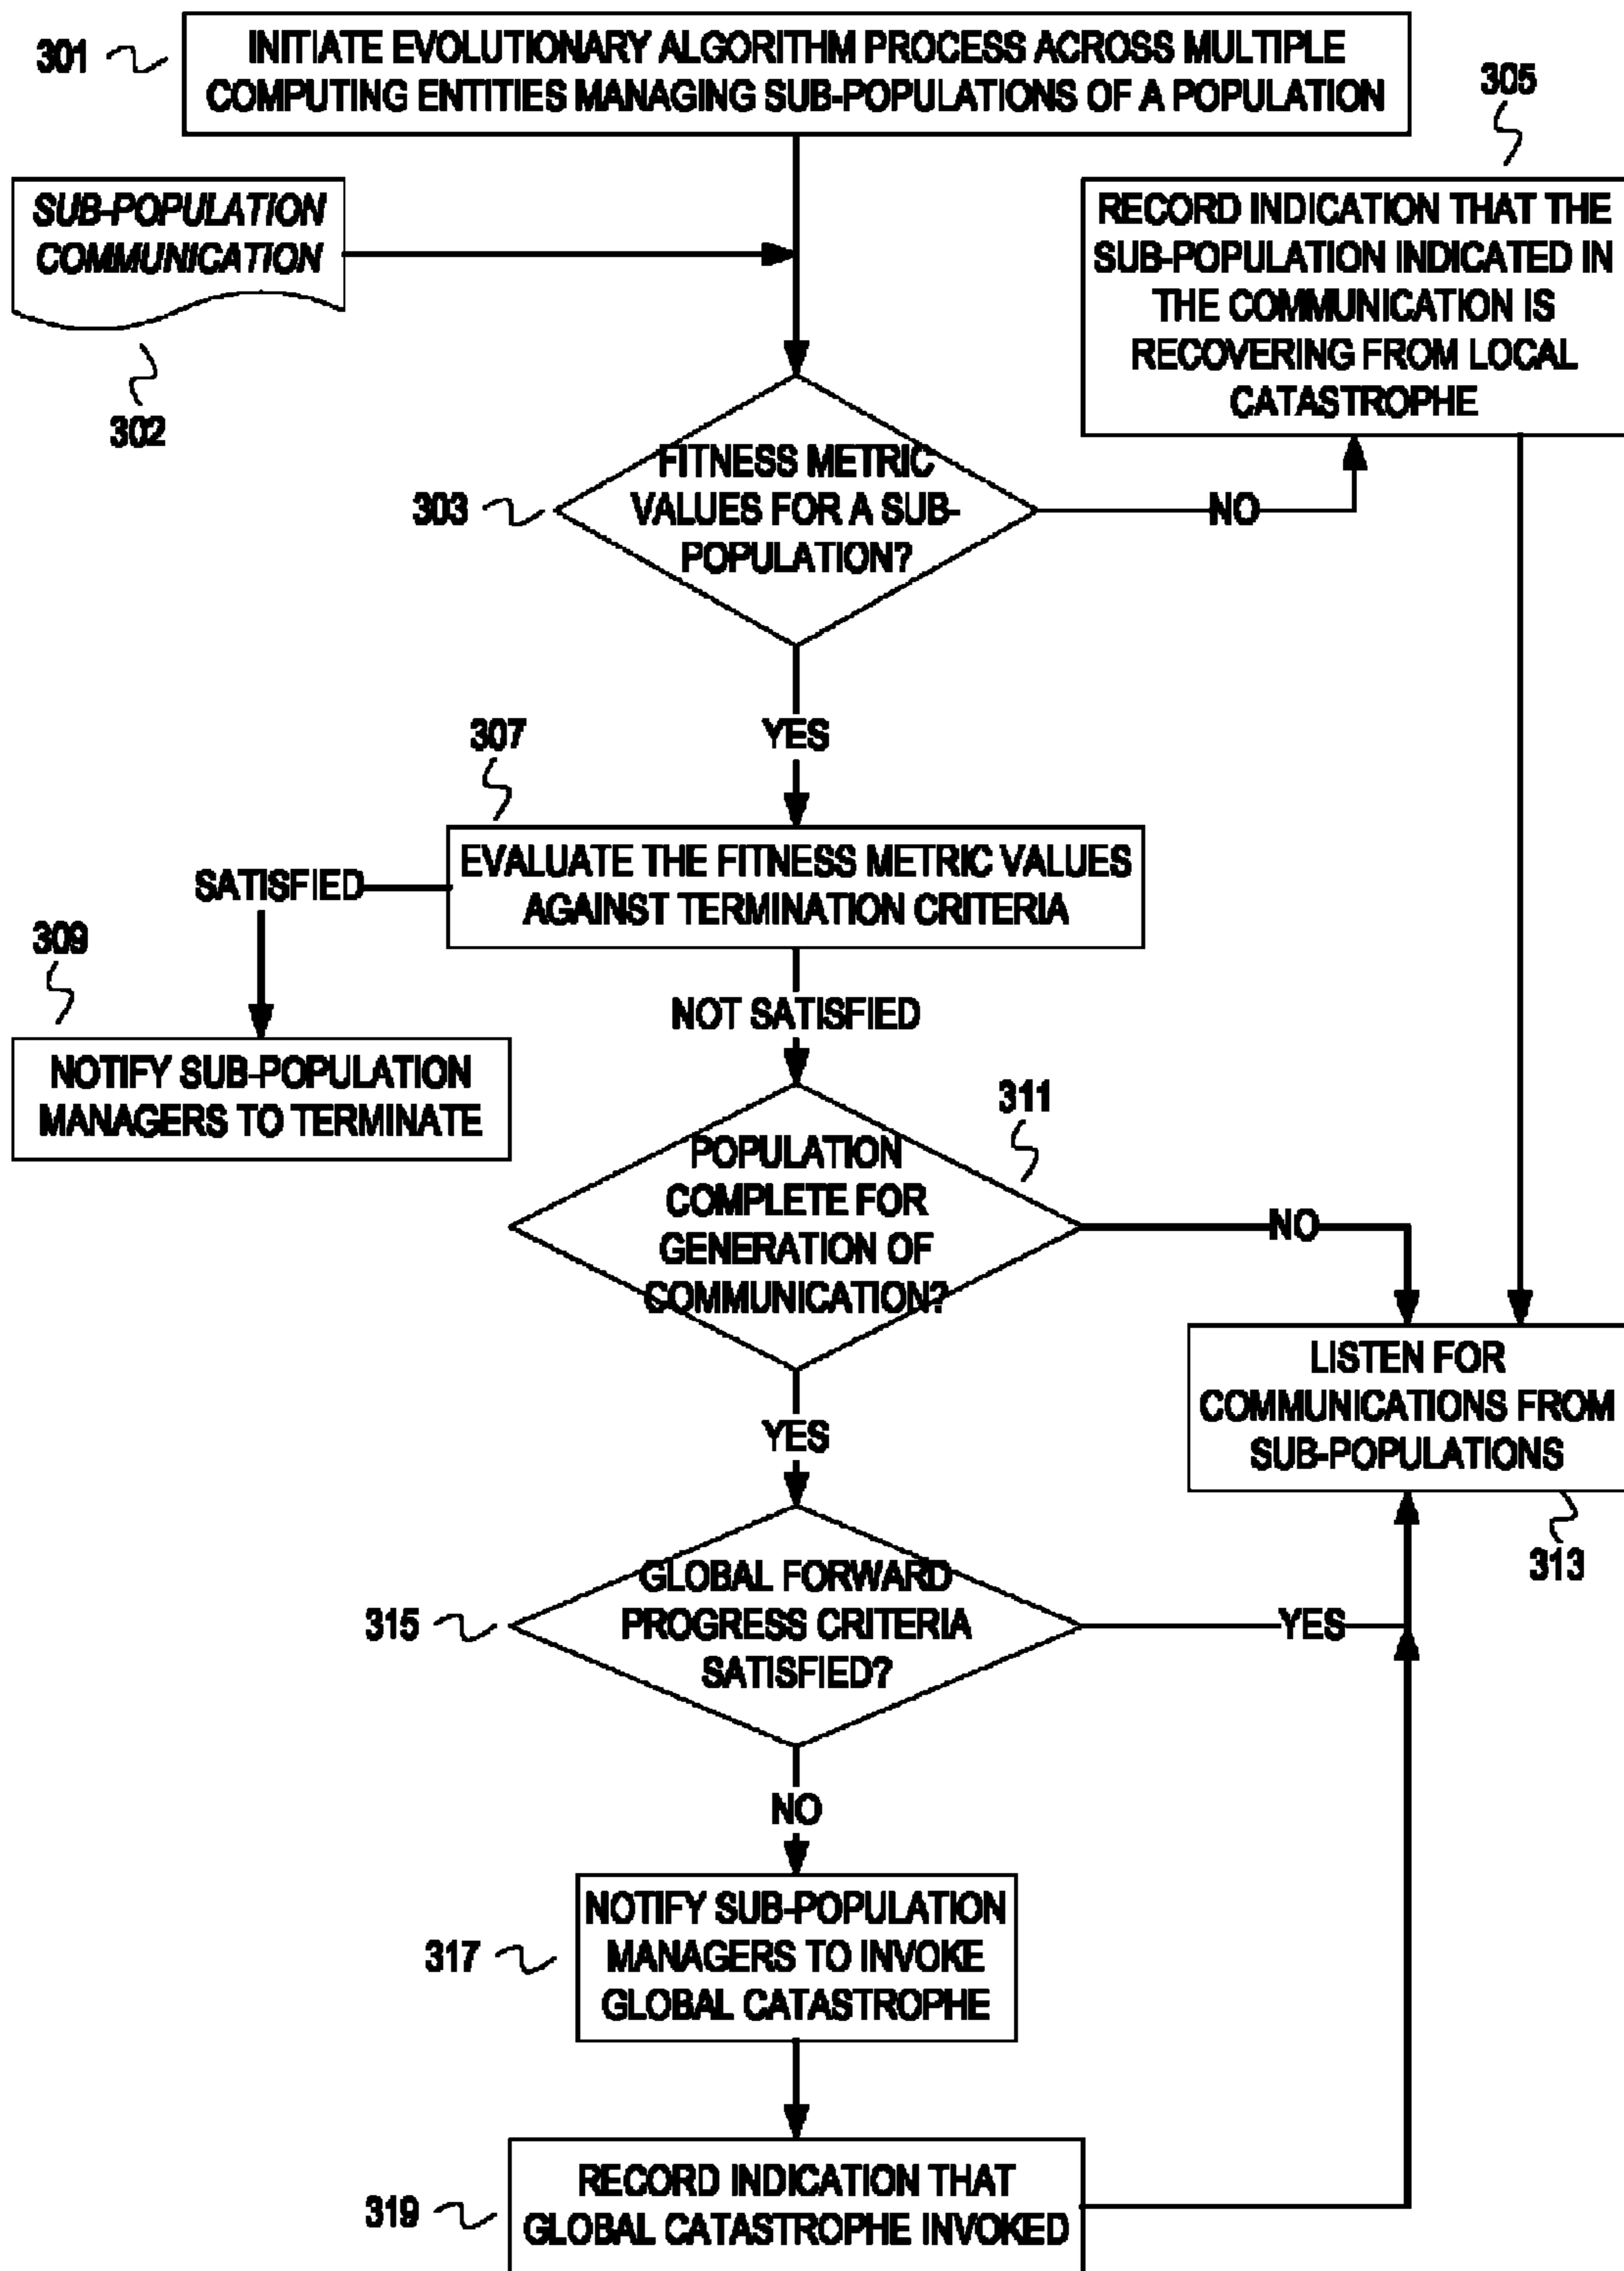 301
INITIATE EVOLUTIONARY ALGORITHM PROCESS ACROSS MULTIPLE
COMPUTING ENTITIES MANAGING SUB-POPULATIONS OF A POPULATION
305
SUB-POPULATION
COMMUNICATION
302
RECORD INDICATION THAT THE
SUB-POPULATION INDICATED IN
THE COMMUNICATION IS
RECOVERING FROM LOCAL
CATASTROPHE
303
FITNESS METRIC
VALUES FOR A SUB-
POPULATION?
NO
YES
307
EVALUATE THE FITNESS METRIC VALUES
AGAINST TERMINATION CRITERIA
SATISFIED
309
NOTIFY SUB-POPULATION
MANAGERS TO TERMINATE
NOT SATISFIED
311
POPULATION
COMPLETE FOR
GENERATION OF
COMMUNICATION?
NO
LISTEN FOR
COMMUNICATIONS FROM
SUB-POPULATIONS
313
YES
315
GLOBAL FORWARD
PROGRESS CRITERIA
SATISFIED?
YES
NO
317
NOTIFY SUB-POPULATION
MANAGERS TO INVOKE
GLOBAL CATASTROPHE
319
RECORD INDICATION THAT
GLOBAL CATASTROPHE INVOKED